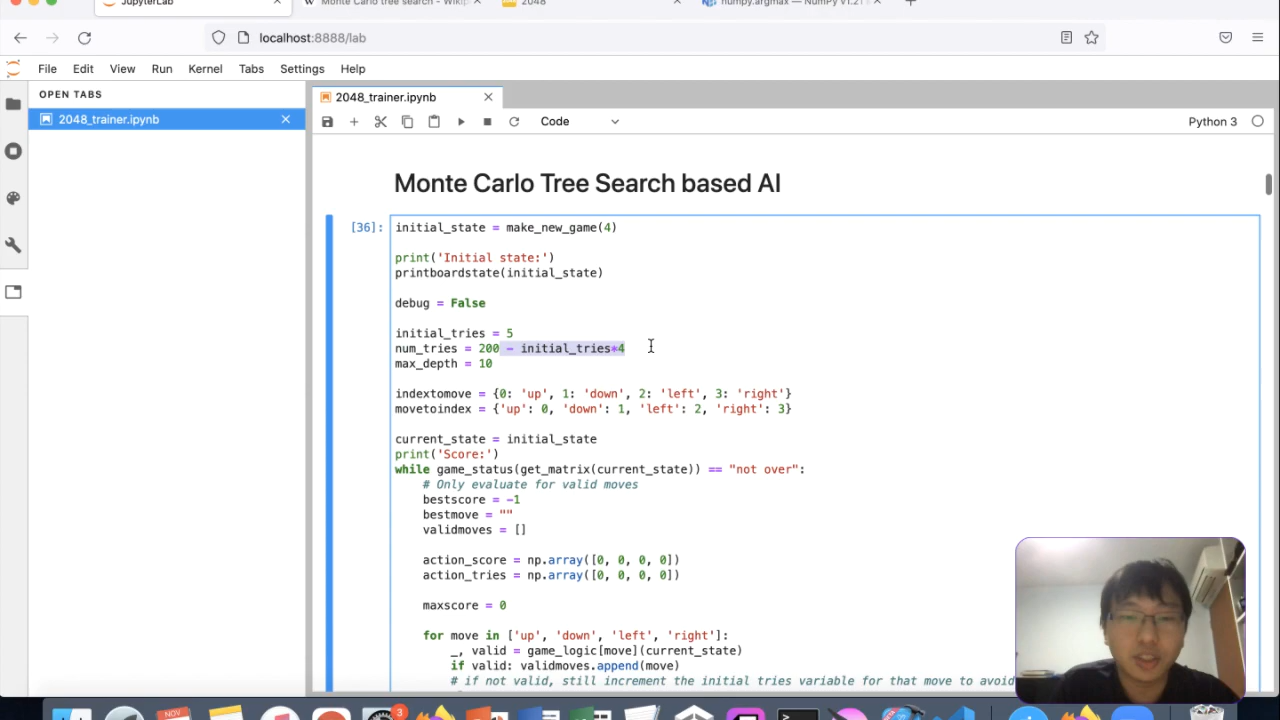 JupyterLab
Monte Carlo tree search - Wikip
2048
numpy.argmax — NumPy v1.21
localhost:8888/lab
File Edit View Run Kernel Tabs Settings Help
OPEN TABS
2048_trainer.ipynb
2048_trainer.ipynb
Code
Python 3
Monte Carlo Tree Search based AI
[36]:
initial_state = make_new_game(4)
print('Initial state:')
printboardstate(initial_state)
debug = False
initial_tries = 5
num_tries = 200 - initial_tries*4
max_depth = 10
indextomove = {0: 'up', 1: 'down', 2: 'left', 3: 'right'}
movetoindex = {'up': 0, 'down': 1, 'left': 2, 'right': 3}
current_state = initial_state
print('Score:')
while game_status(get_matrix(current_state)) == "not over":
# Only evaluate for valid moves
bestscore = -1
bestmove = ""
validmoves = []
action_score = np.array([0, 0, 0, 0])
action_tries = np.array([0, 0, 0, 0])
maxscore = 0
for move in ['up', 'down', 'left', 'right']:
_, valid = game_logic[move](current_state)
if valid: validmoves.append(move)
# if not valid, still increment the initial tries variable for that move to avoid
NOV
3